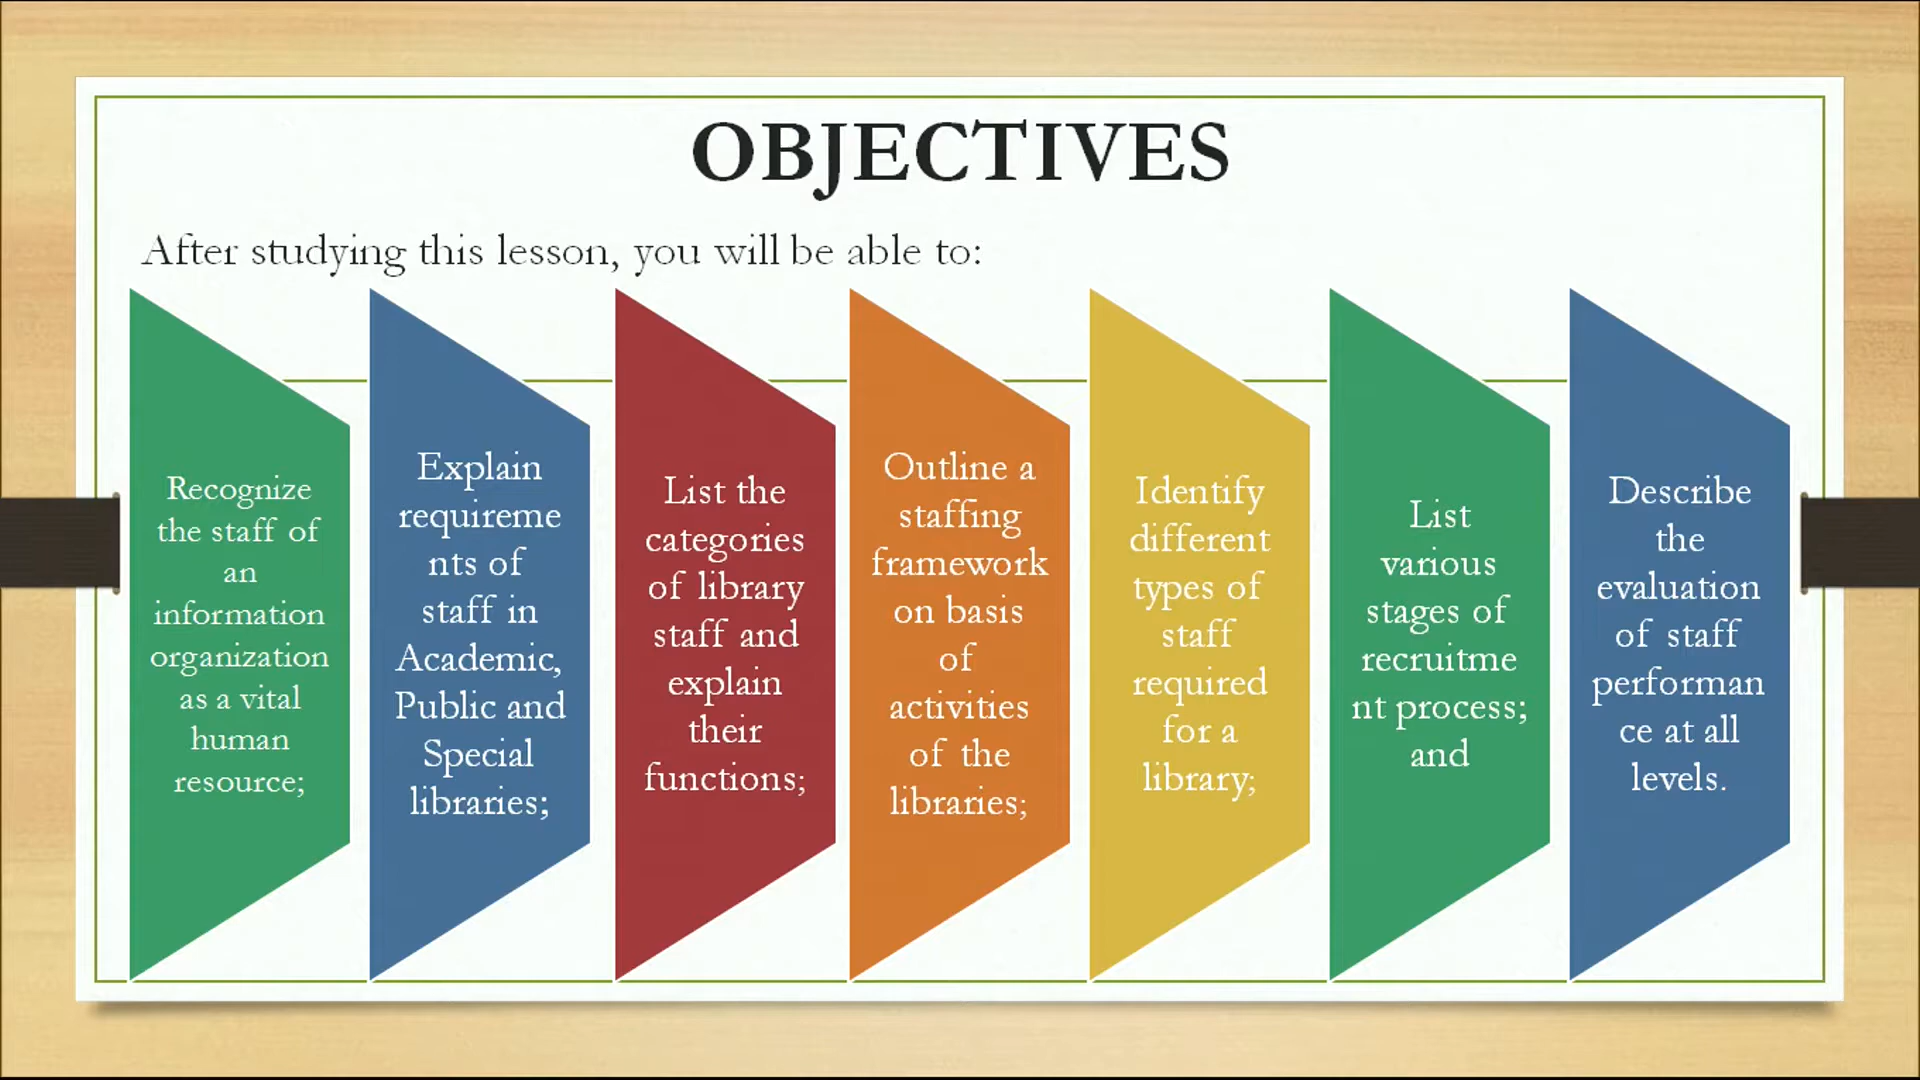 OBJECTIVES
After studying this lesson, you will be able to:
Recognize
the staff of
an
information
organization
as a vital
human
resource;
Explain
requireme
nts of
staff in
Academic,
Public and
Special
libraries;
List the
categories
of library
staff and
explain
their
functions;
Outline a
staffing
framework
on basis
of
activities
of the
libraries;
Identify
different
types of
staff
required
for a
library;
List
various
stages of
recruitme
nt process;
and
Describe
the
evaluation
of staff
performan
ce at all
levels.